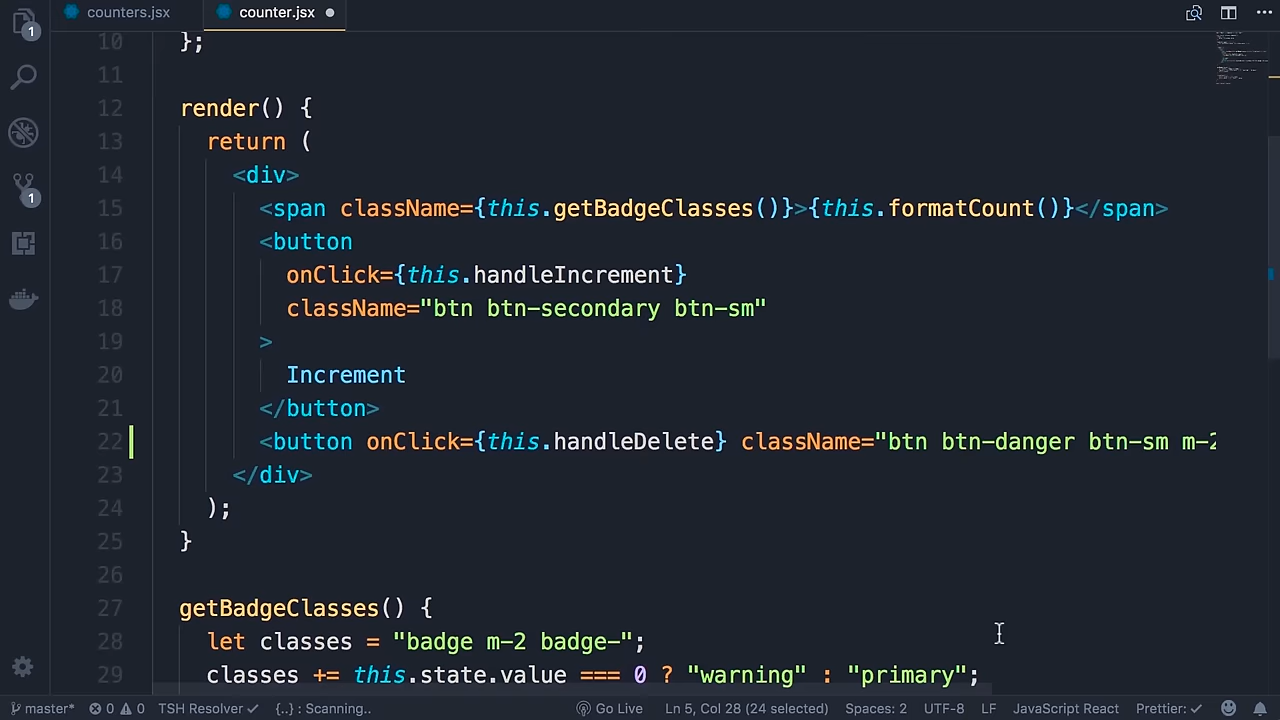 counters.jsx
counter.jsx
1
1
10 };
11
12 render() {
13 return (
14 <div>
15 <span className={this.getBadgeClasses()}>{this.formatCount()}</span>
16 <button
17 onClick={this.handleIncrement}
18 className="btn btn-secondary btn-sm"
19 >
20 Increment
21 </button>
22 <button onClick={this.handleDelete} className="btn btn-danger btn-sm m-2
23 </div>
24 );
25 }
26
27 getBadgeClasses() {
28 let classes = "badge m-2 badge-";
29 classes += this.state.value === 0 ? "warning" : "primary";
master* 0 0 TSH Resolver ✓ {..} : Scanning.. Go Live Ln 5, Col 28 (24 selected) Spaces: 2 UTF-8 LF JavaScript React Prettier: ✓